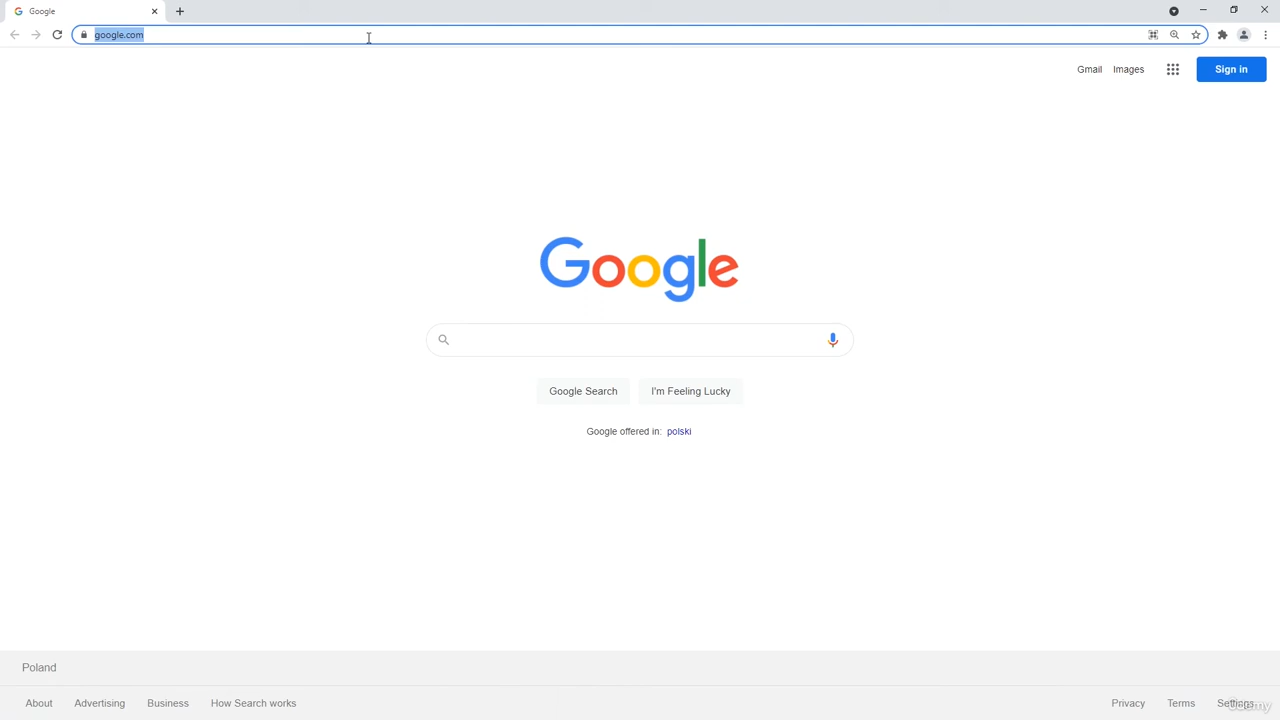 Google
google.com
Gmail Images Sign in
Google
Google Search I'm Feeling Lucky
Google offered in: polski
Poland
About Advertising Business How Search works Privacy Terms Settings
Udemy